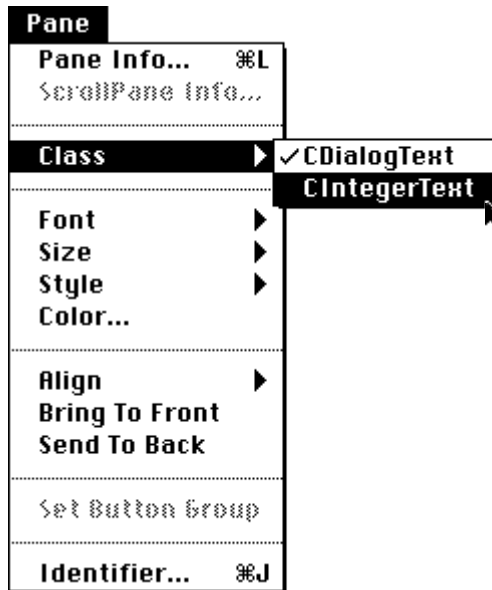 Pane
Pane Info... ⌘L
ScrollPane Info...
Class ▶ ✓CDialogText
CIntegerText
Font ▶
Size ▶
Style ▶
Color...
Align ▶
Bring To Front
Send To Back
Set Button Group
Identifier... ⌘J